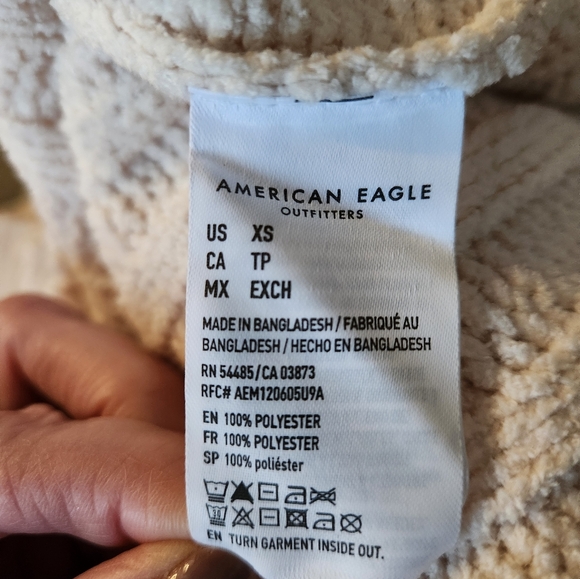 AMERICAN EAGLE
OUTFITTERS
US XS
CA TP
MX EXCH
MADE IN BANGLADESH / FABRIQUÉ AU
BANGLADESH / HECHO EN BANGLADESH
RN 54485/CA 03873
RFC# AEM120605U9A
EN 100% POLYESTER
FR 100% POLYESTER
SP 100% poliéster
EN TURN GARMENT INSIDE OUT.